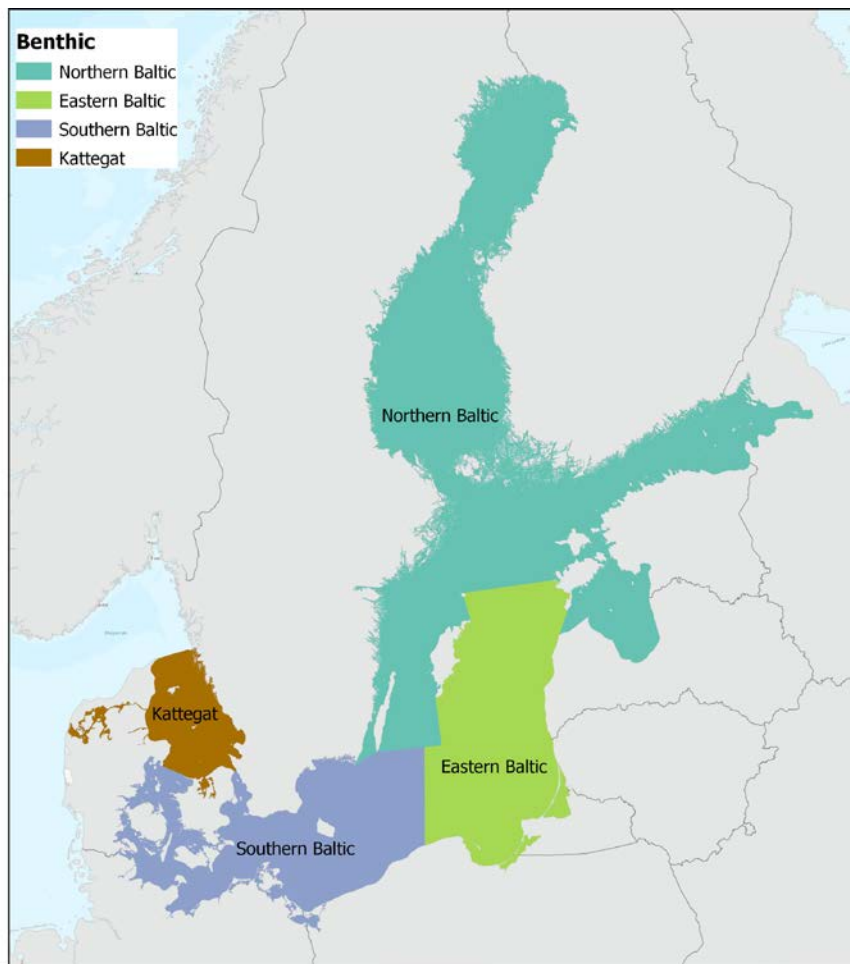 Benthic
Northern Baltic
Eastern Baltic
Southern Baltic
Kattegat
Northern Baltic
Kattegat
Eastern Baltic
Southern Baltic